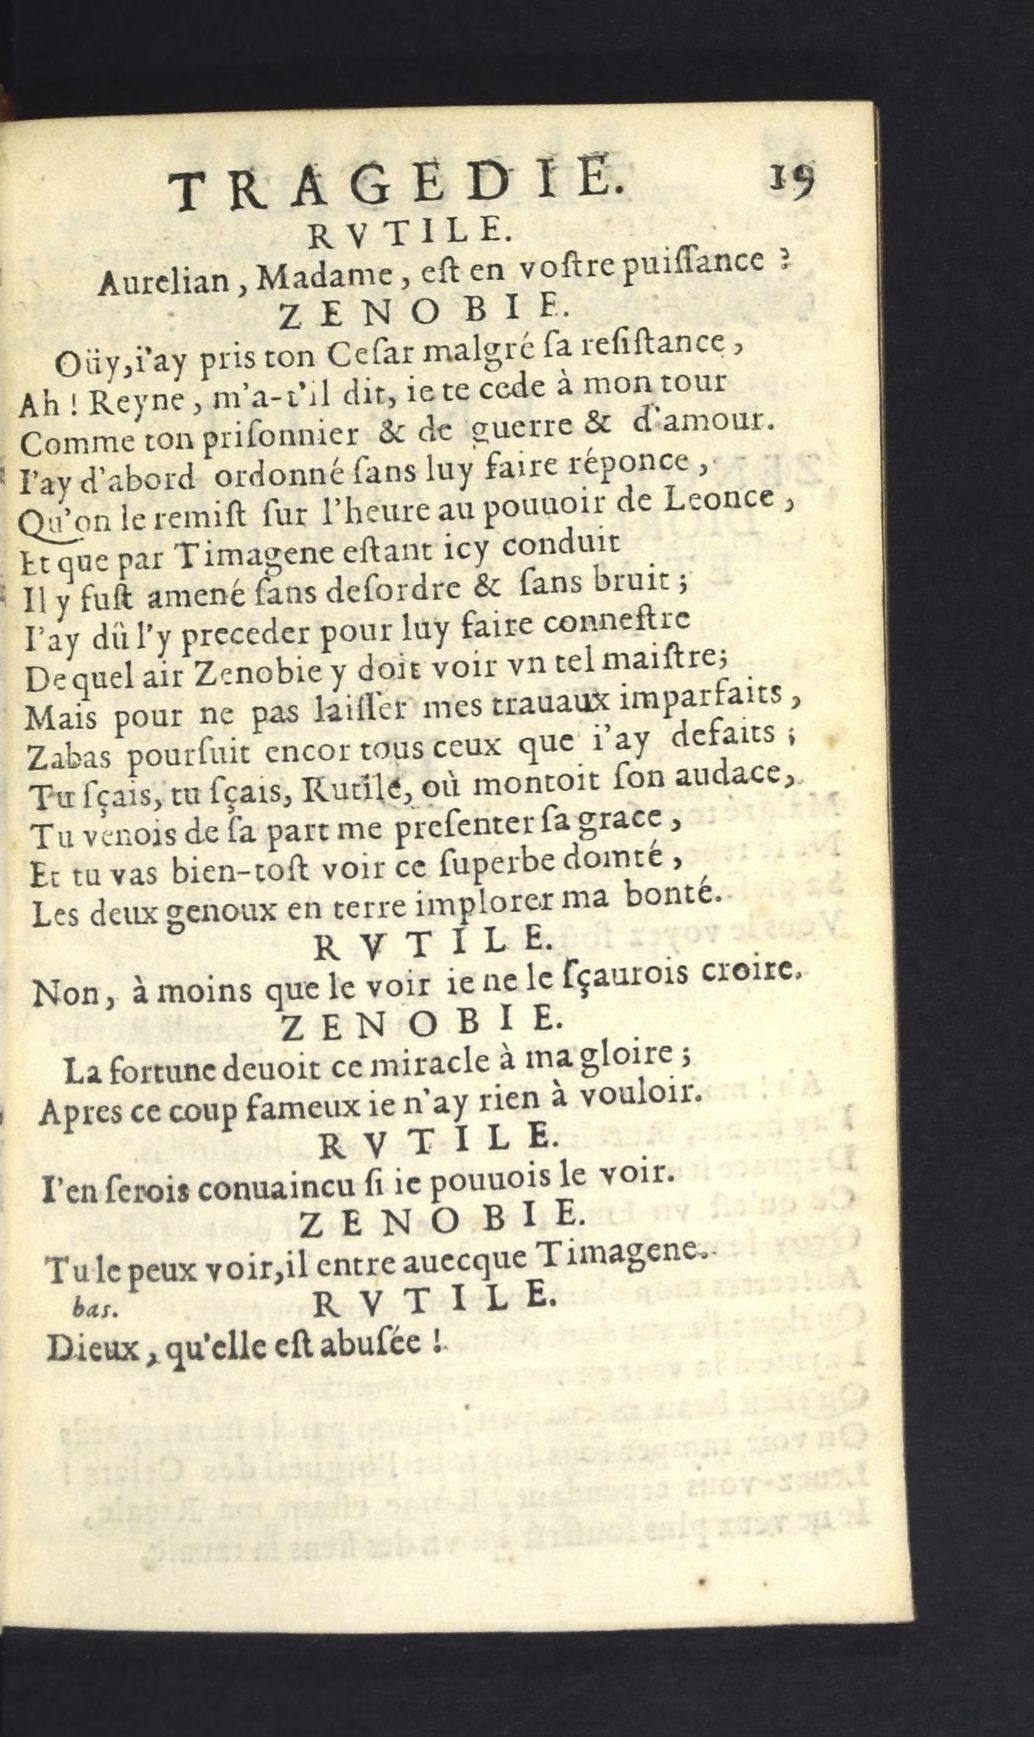 TRAGEDIE. 19
RVTILE.
Aurelian, Madame, eſt en voſtre puiſſance ?
ZENOBIE.
Oüy, i'ay pris ton Ceſar malgré ſa reſiſtance,
Ah ! Reyne, m'a-t'il dit, ie te cede à mon tour
Comme ton priſonnier & de guerre & d'amour.
I'ay d'abord ordonné ſans luy faire réponce,
Qu'on le remiſt ſur l'heure au pouuoir de Leonce,
Et que par Timagene eſtant icy conduit
Il y fuſt amené ſans deſordre & ſans bruit ;
I'ay dû l'y preceder pour luy faire conneſtre
De quel air Zenobie y doit voir vn tel maiſtre;
Mais pour ne pas laiſſer mes trauaux imparfaits,
Zabas pourſuit encor tous ceux que i'ay defaits ;
Tu ſçais, tu ſçais, Rutile, où montoit ſon audace,
Tu venois de ſa part me preſenter ſa grace,
Et tu vas bien-toſt voir ce ſuperbe domté,
Les deux genoux en terre implorer ma bonté.
RVTILE.
Non, à moins que le voir ie ne le ſçaurois croire.
ZENOBIE.
La fortune deuoit ce miracle à ma gloire ;
Apres ce coup fameux ie n'ay rien à vouloir.
RVTILE.
I'en ſerois conuaincu ſi ie pouuois le voir.
ZENOBIE.
Tu le peux voir, il entre auecque Timagene.
bas. RVTILE.
Dieux, qu'elle eſt abuſée !